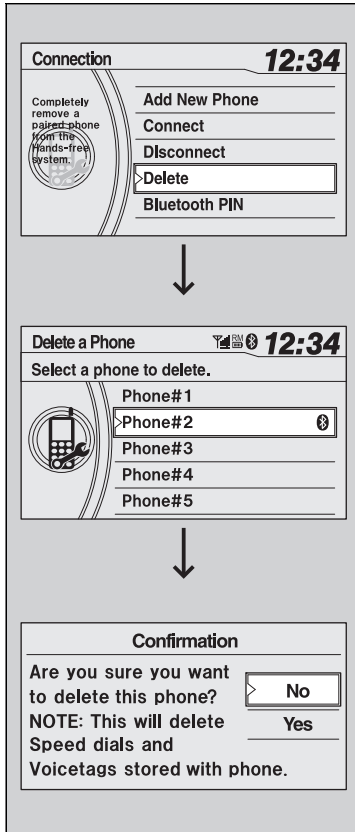 Connection
12:34
Completely
remove a
paired phone
from the
Hands-free
system.
Add New Phone
Connect
DIsconnect
Delete
Bluetooth PIN
Delete a Phone
12:34
Select a phone to delete.
Phone#1
Phone#2
Phone#3
Phone#4
Phone#5
Confirmation
Are you sure you want
to delete this phone?
NOTE: This will delete
Speed dials and
Voicetags stored with phone.
No
Yes